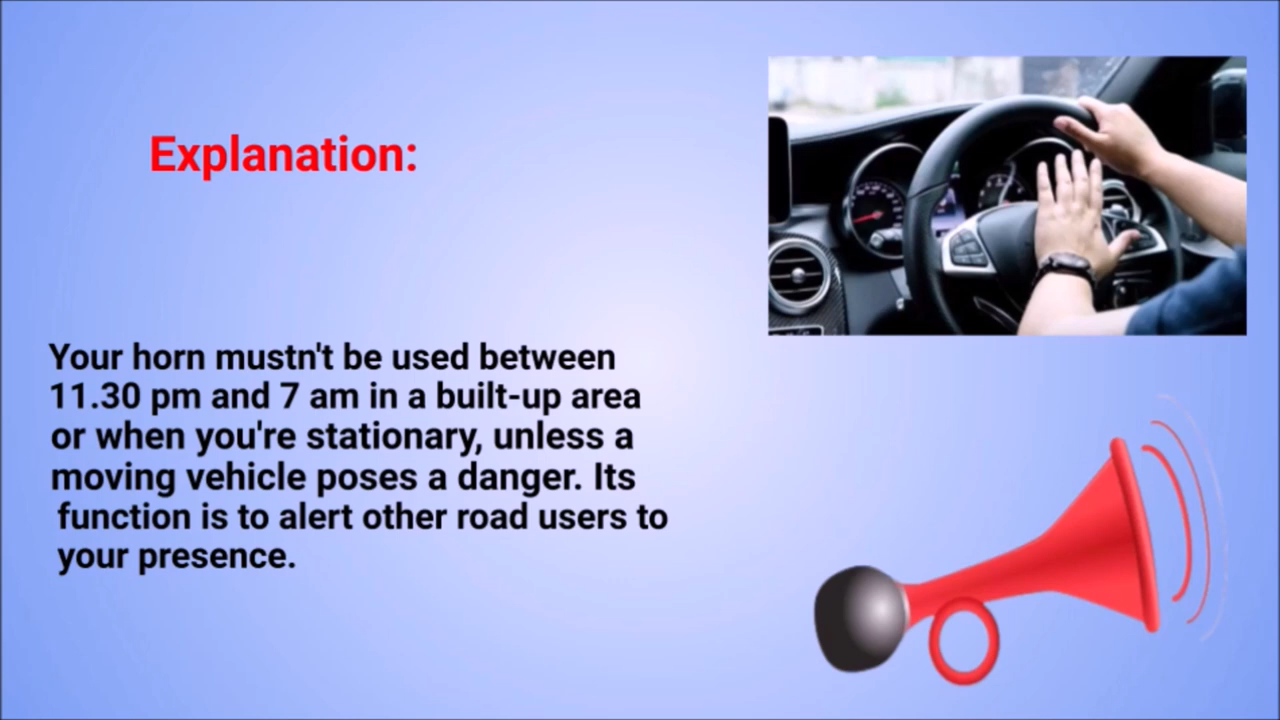 Explanation:
Your horn mustn't be used between
11.30 pm and 7 am in a built-up area
or when you're stationary, unless a
moving vehicle poses a danger. Its
function is to alert other road users to
your presence.